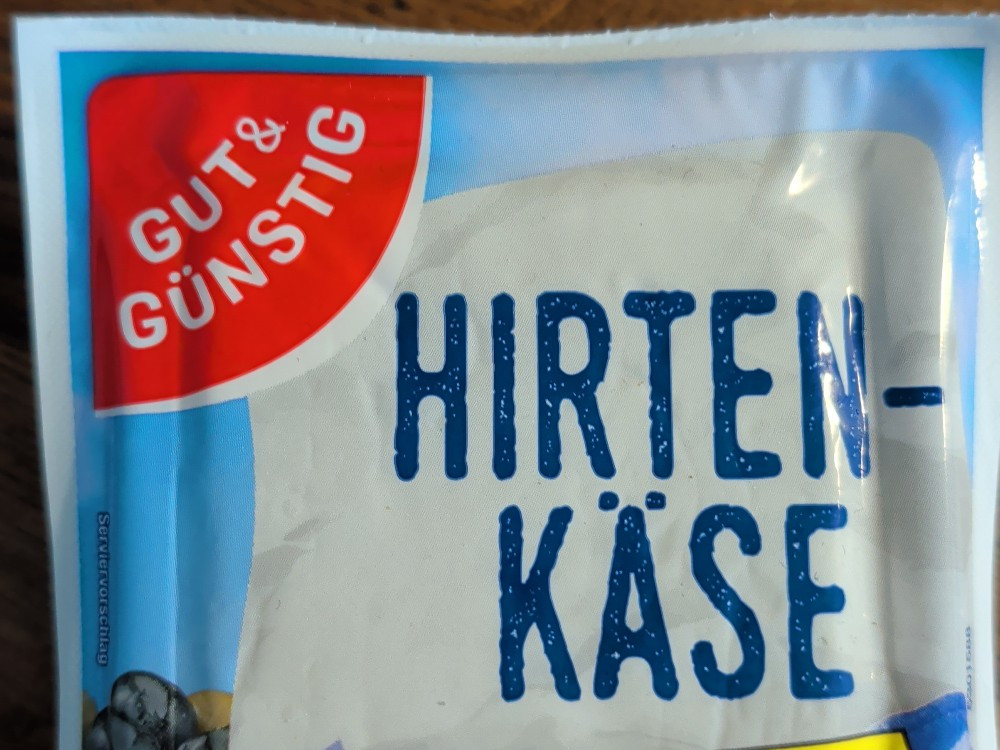 GUT &
GÜNSTIG
HIRTEN-
KÄSE
Serviervorschlag